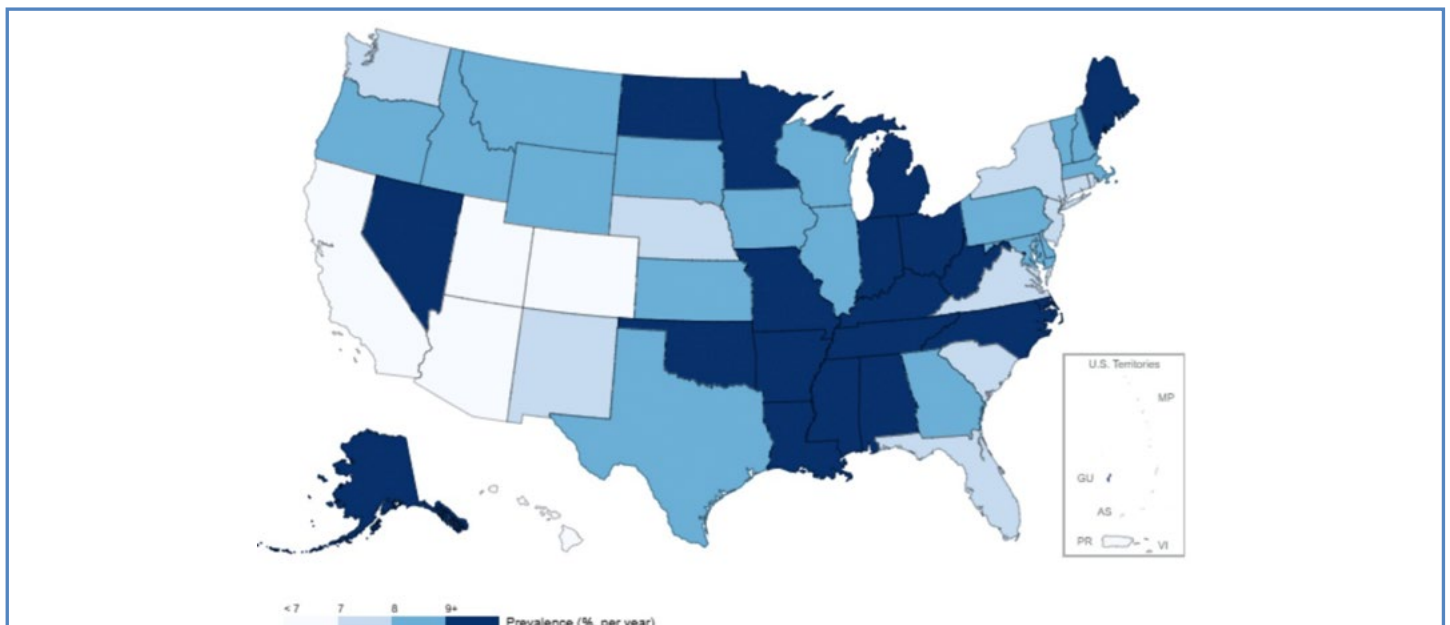 U.S. Territories
MP
GU
AS
PR
VI
<7 7 8 9+
Prevalence (%, per year)